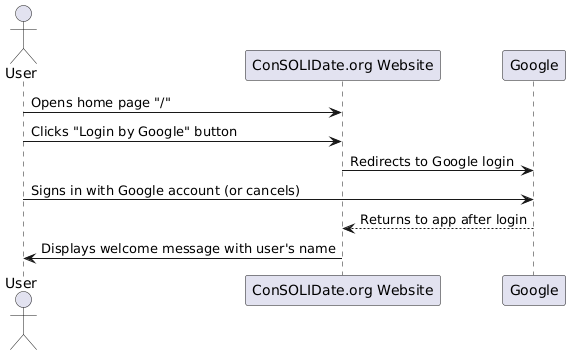 User
ConSOLIDate.org Website
Google
Opens home page "/"
Clicks "Login by Google" button
Redirects to Google login
Signs in with Google account (or cancels)
Returns to app after login
Displays welcome message with user's name
User
ConSOLIDate.org Website
Google